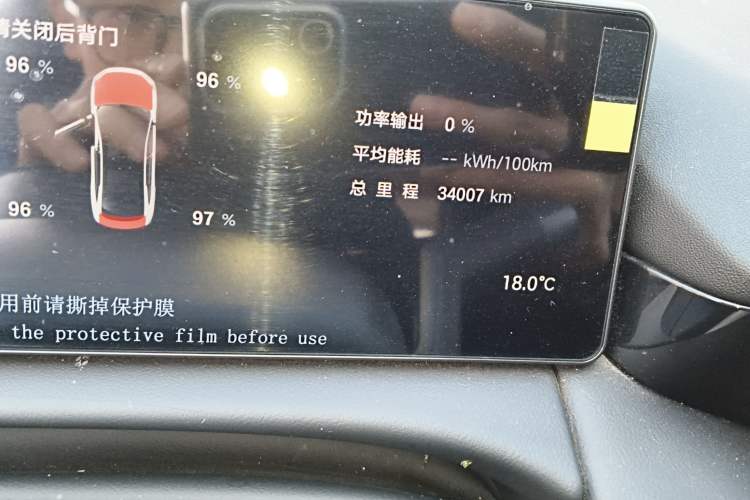 请关闭后背门
96 %
96 %
功率输出 0 %
平均能耗 -- kWh/100km
总里程 34007 km
96 %
97 %
18.0℃
用前请撕掉保护膜
the protective film before use